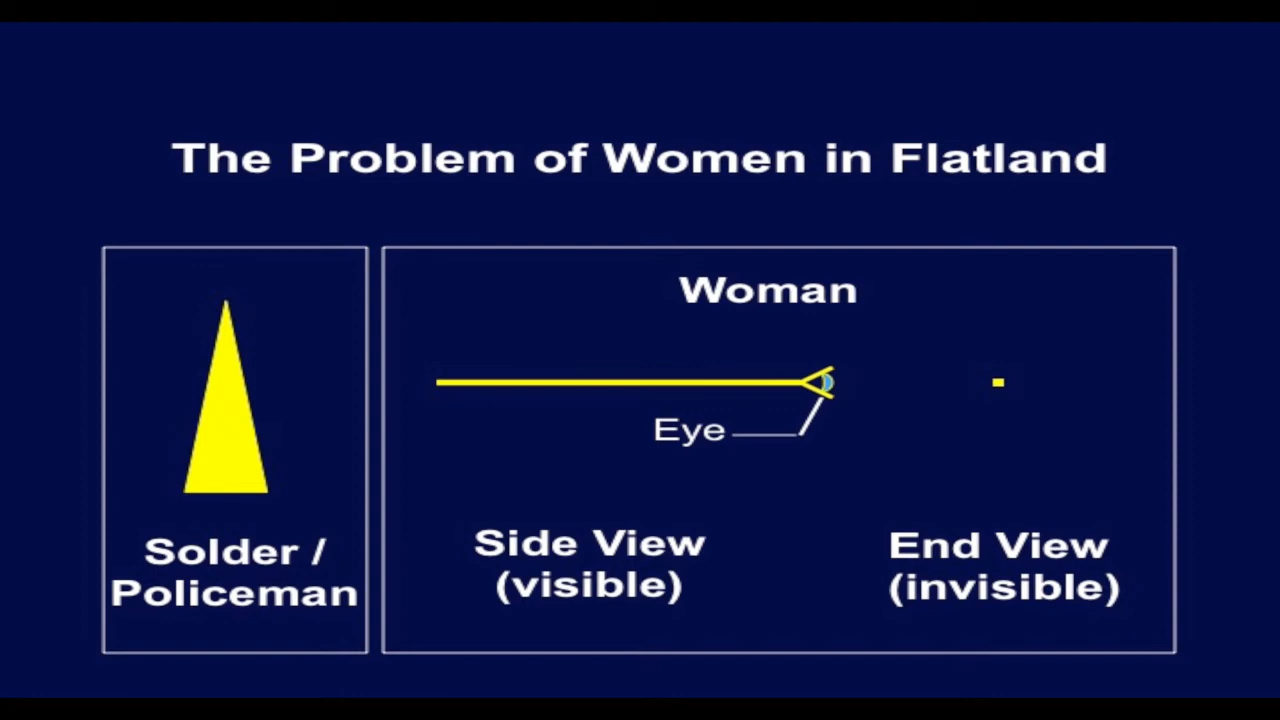 The Problem of Women in Flatland
Solder /
Policeman
Woman
Eye
Side View
(visible)
End View
(invisible)